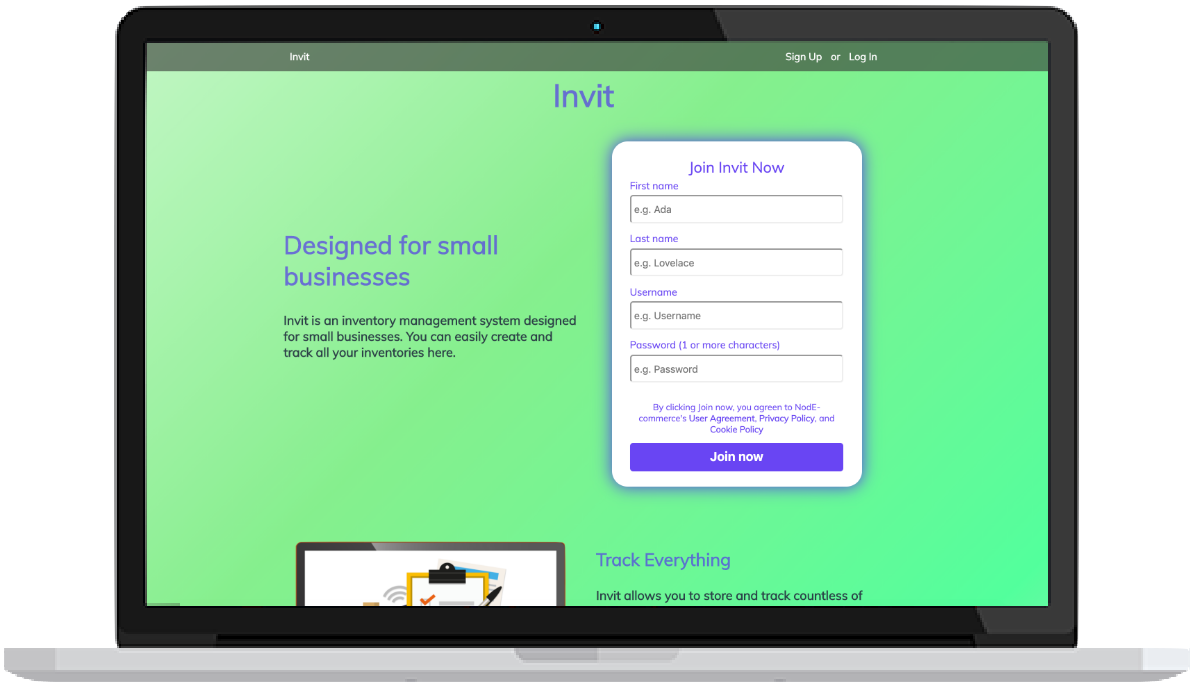 Invit
Sign Up or Log In
Invit
Designed for small
businesses
Invit is an inventory management system designed
for small businesses. You can easily create and
track all your inventories here.
Join Invit Now
First name
e.g. Ada
Last name
e.g. Lovelace
Username
e.g. Username
Password (1 or more characters)
e.g. Password
By clicking Join now, you agreen to NodE-
commerce's User Agreement, Privacy Policy, and
Cookie Policy
Join now
Track Everything
Invit allows you to store and track countless of